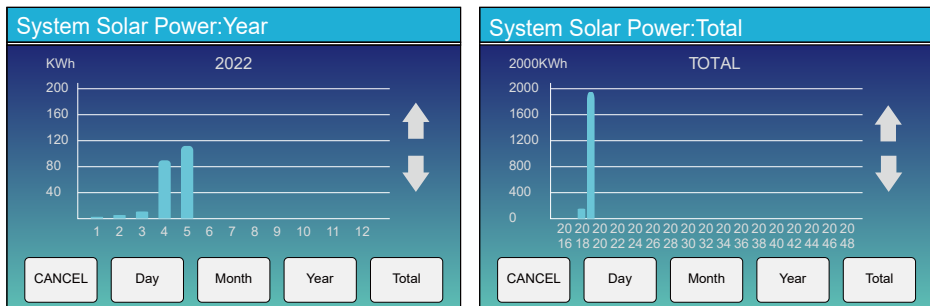 System Solar Power:Year
KWh
2022
200
160
120
80
40
1 2 3 4 5 6 7 8 9 10 11 12
CANCEL
Day
Month
Year
Total
System Solar Power:Total
2000KWh
TOTAL
2000
1600
1200
800
400
0
20 20 20 20 20 20 20 20 20 20 20 20 20 20 20 20 20
16 18 20 22 24 26 28 30 32 34 36 38 40 42 44 46 48
CANCEL
Day
Month
Year
Total